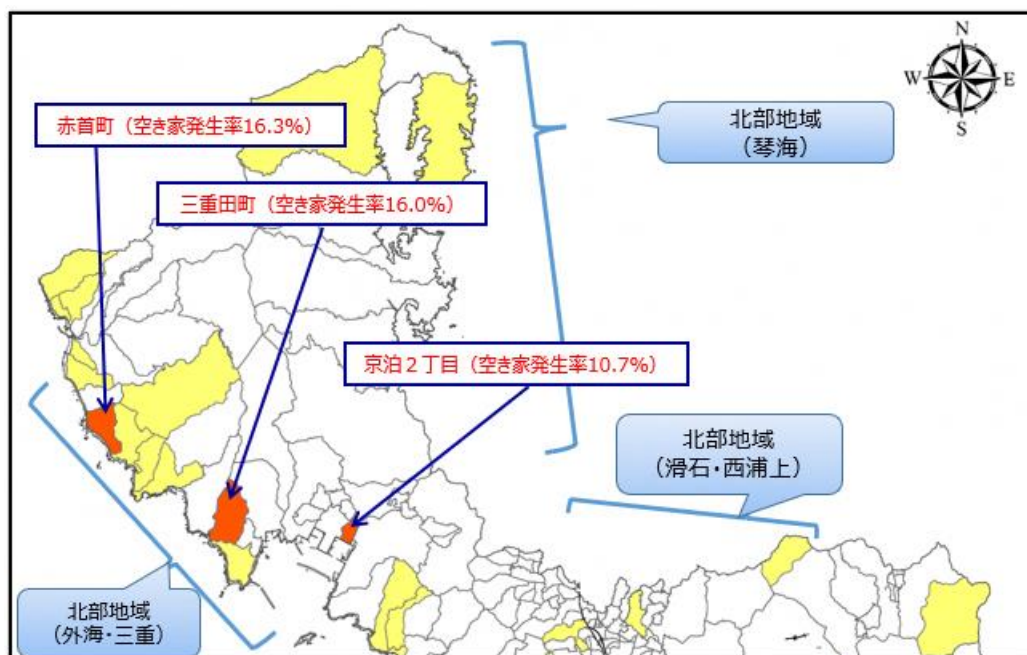 N
W
E
S
北部地域
（琴海）
赤首町（空き家発生率16.3%）
三重田町（空き家発生率16.0%）
京泊２丁目（空き家発生率10.7%）
北部地域
（滑石・西浦上）
北部地域
（外海・三重）